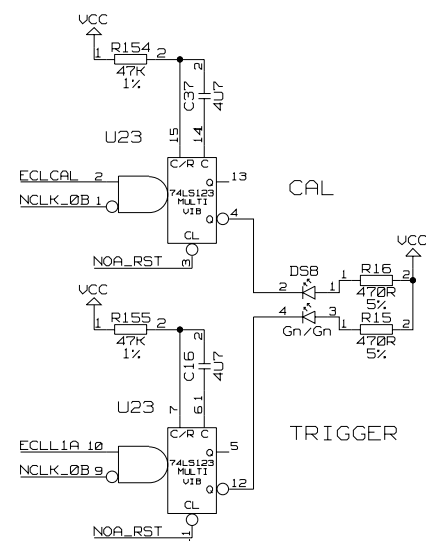 VCC
1 R154 2
47K
1%
2
C37
4U7
U23
15
14
C/R C
ECLCAL 2
NCLK_0B 1
74LS123
MULTI
VIB
Q 13
Q 4
CL
3
NOA_RST
CAL
VCC
DS8
2 1
1 R16 2
470R
5%
4 3
Gn/Gn
1 R15 2
470R
5%
VCC
1 R155 2
47K
1%
2
C16
4U7
1
U23
7
6
C/R C
ECLL1A 10
NCLK_0B 9
74LS123
MULTI
VIB
Q 5
Q 12
CL
1
NOA_RST
TRIGGER